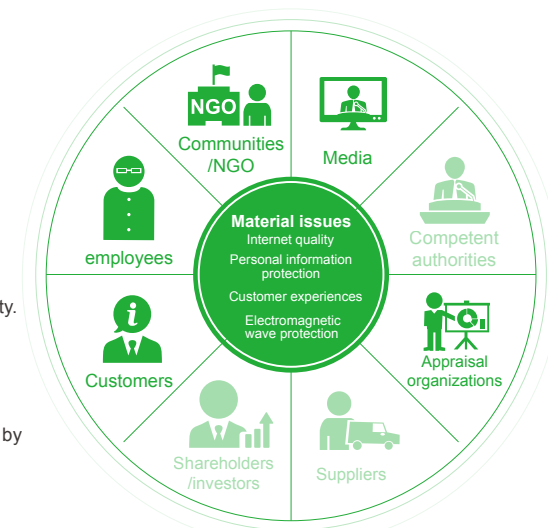 NGO
Communities
/NGO
Media
employees
Competent
authorities
Material issues
Internet quality
Personal information
protection
Customer experiences
Electromagnetic
wave protection
ty.
i
Customers
Appraisal
organizations
by
Shareholders
/investors
Suppliers